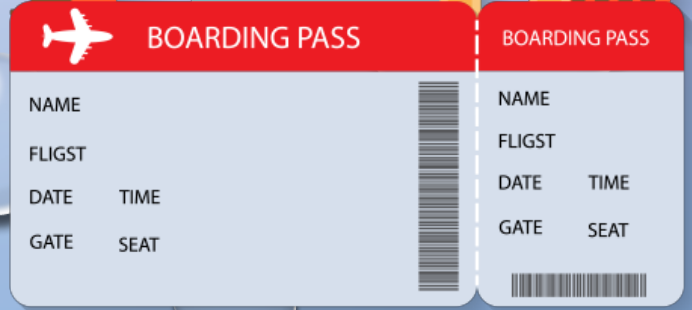 BOARDING PASS
NAME
FLIGST
DATE TIME
GATE SEAT
BOARDING PASS
NAME
FLIGST
DATE TIME
GATE SEAT